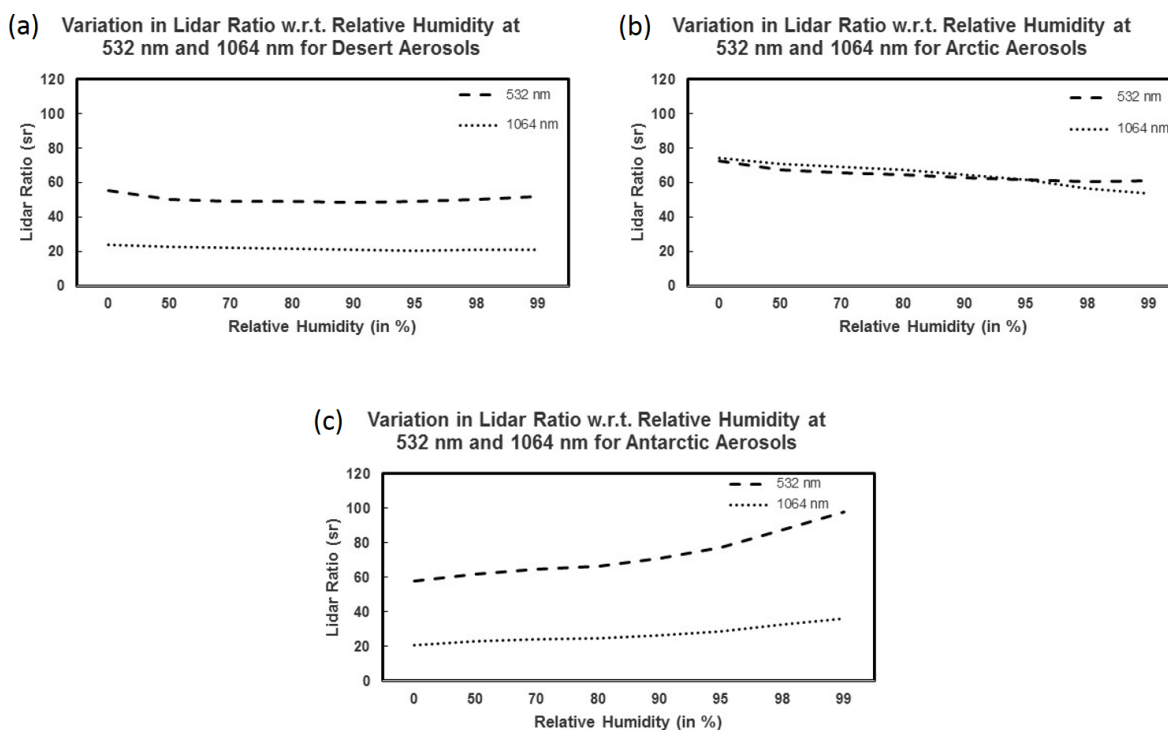 (a) Variation in Lidar Ratio w.r.t. Relative Humidity at
532 nm and 1064 nm for Desert Aerosols
120
100
80
60
40
20
0
Lidar Ratio (sr)
532 nm
1064 nm
0 50 70 80 90 95 98 99
Relative Humidity (in %)
(b) Variation in Lidar Ratio w.r.t. Relative Humidity at
532 nm and 1064 nm for Arctic Aerosols
120
100
80
60
40
20
0
Lidar Ratio (sr)
532 nm
1064 nm
0 50 70 80 90 95 98 99
Relative Humidity (in %)
(c) Variation in Lidar Ratio w.r.t. Relative Humidity at
532 nm and 1064 nm for Antarctic Aerosols
120
100
80
60
40
20
0
Lidar Ratio (sr)
532 nm
1064 nm
0 50 70 80 90 95 98 99
Relative Humidity (in %)